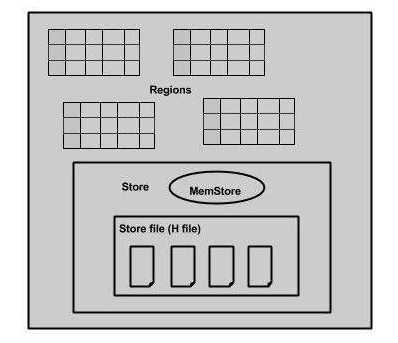 Regions
Store
MemStore
Store file (H file)